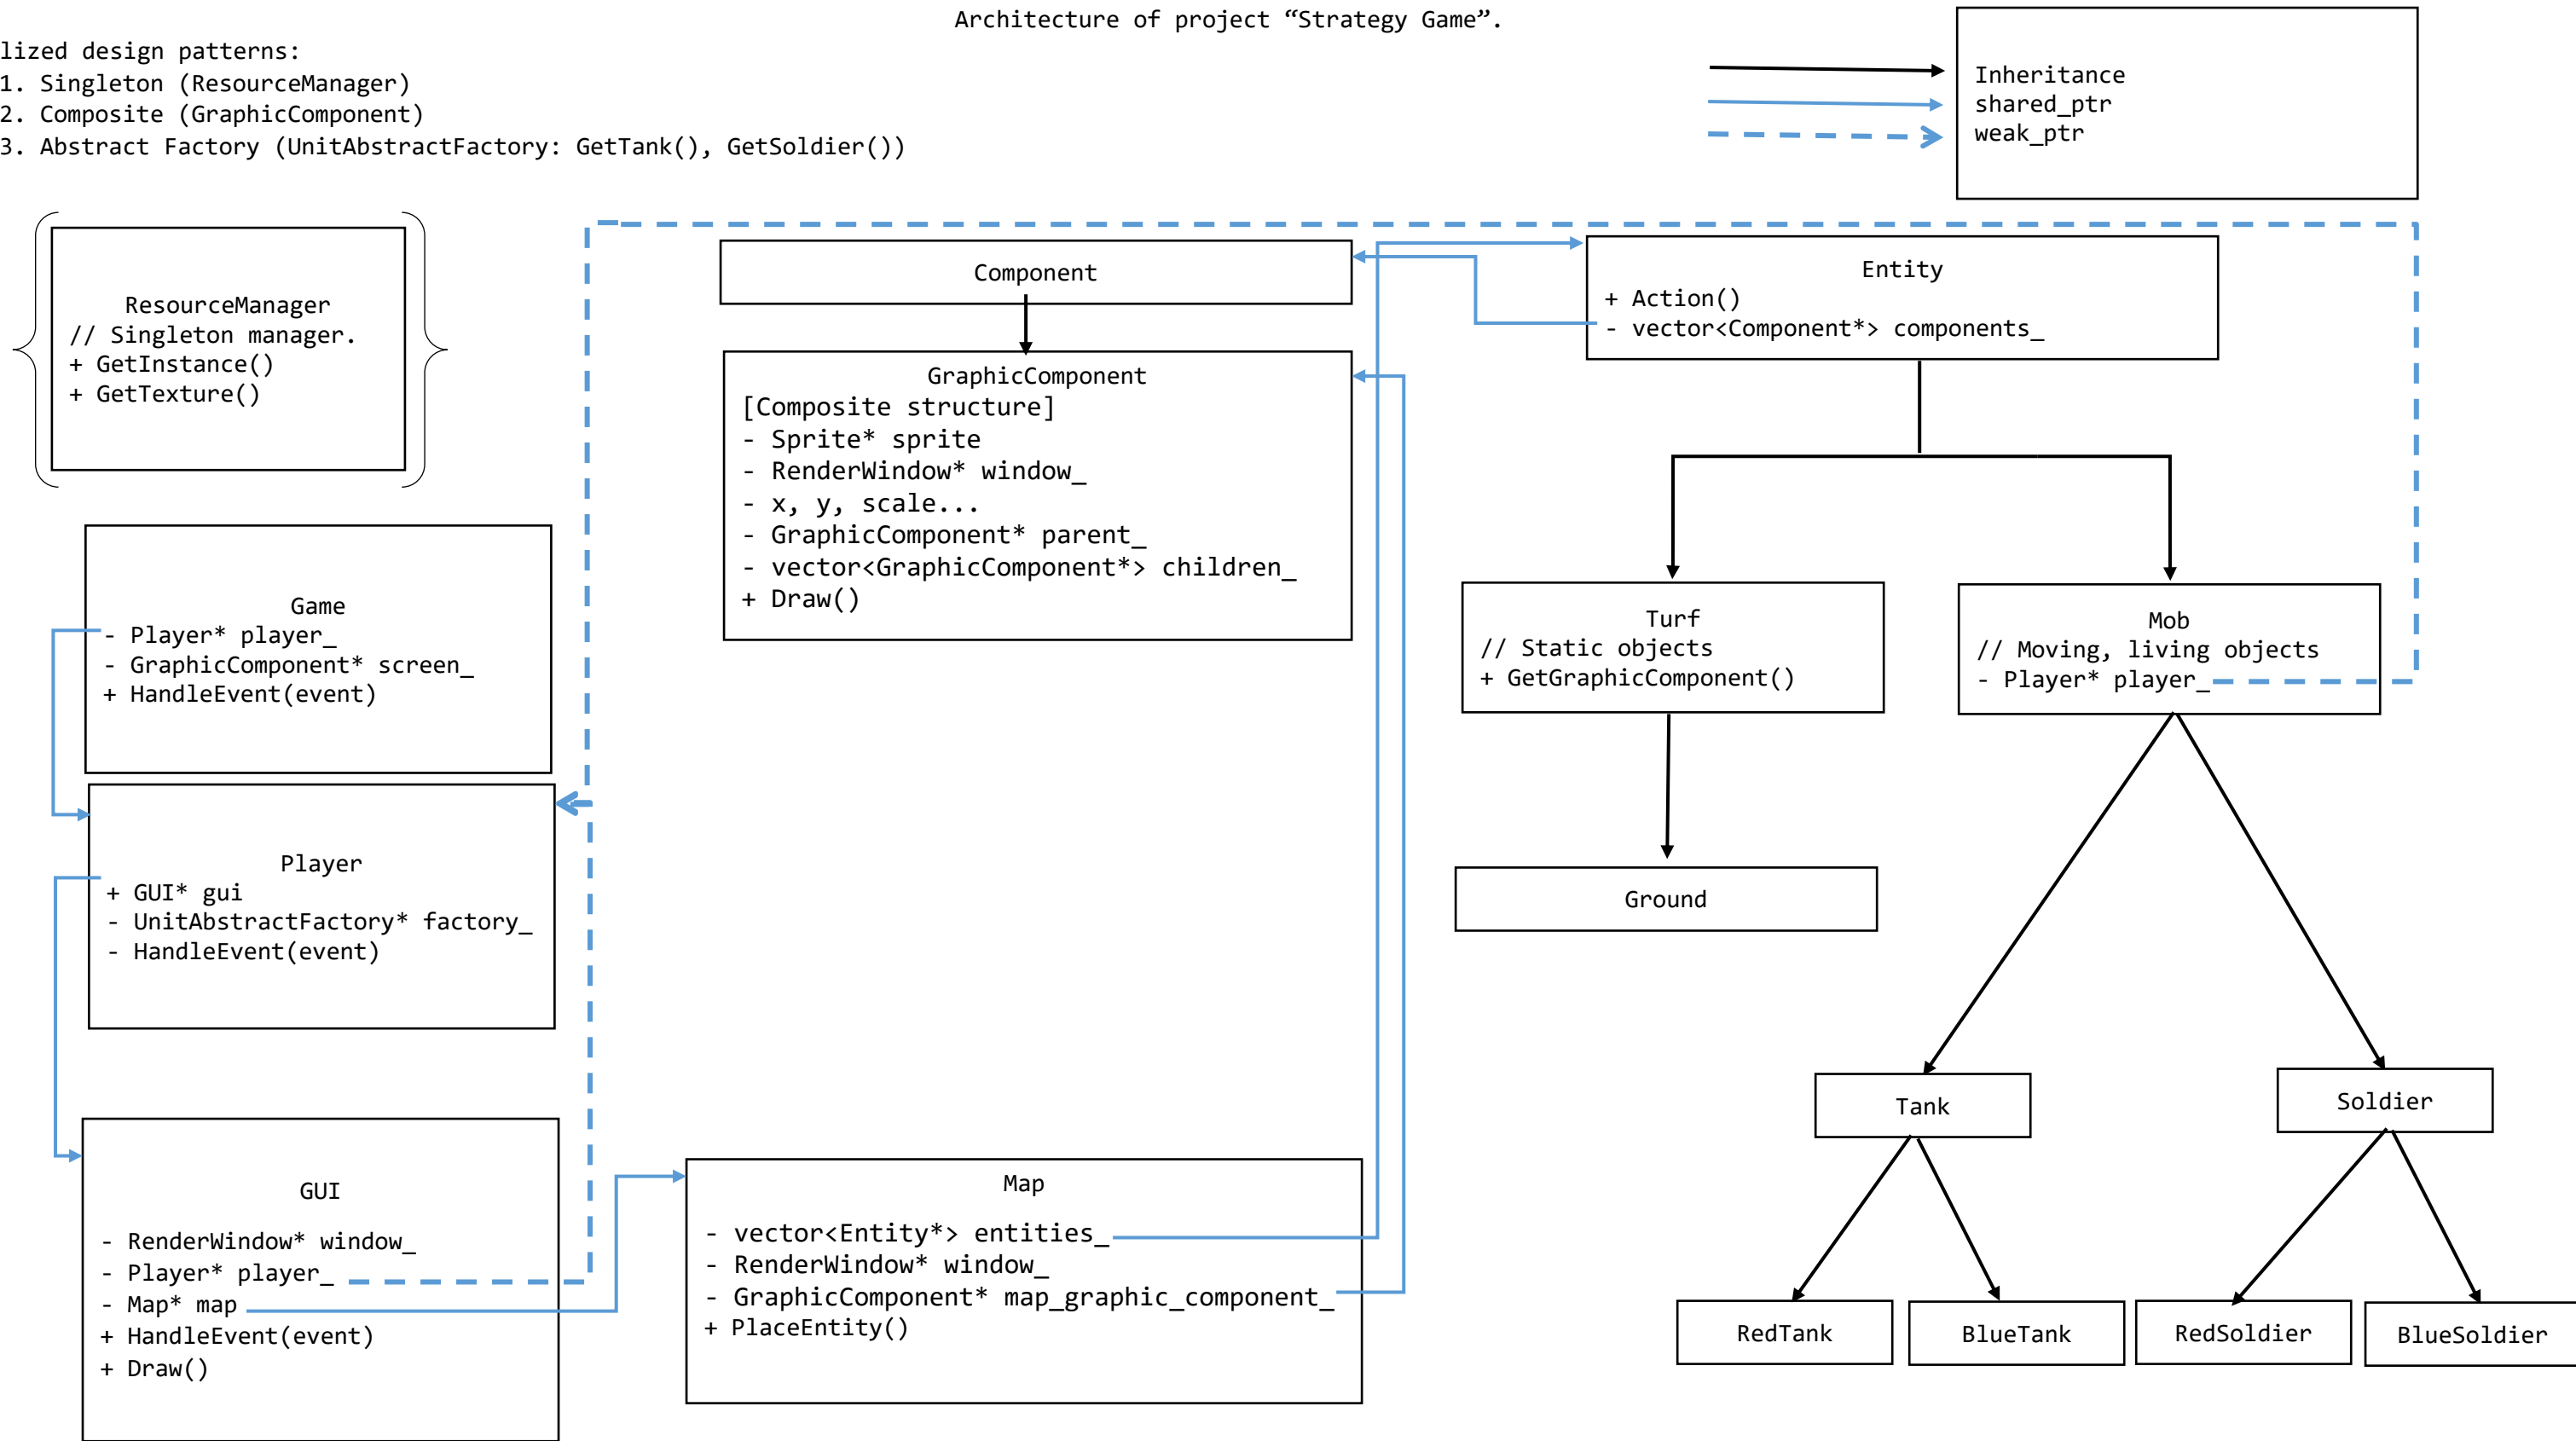 Architecture of project “Strategy Game”.
lized design patterns:
1. Singleton (ResourceManager)
2. Composite (GraphicComponent)
3. Abstract Factory (UnitAbstractFactory: GetTank(), GetSoldier())
Inheritance
shared_ptr
weak_ptr
ResourceManager
// Singleton manager.
+ GetInstance()
+ GetTexture()
Component
GraphicComponent
[Composite structure]
- Sprite* sprite
- RenderWindow* window_
- x, y, scale...
- GraphicComponent* parent_
- vector<GraphicComponent*> children_
+ Draw()
Entity
+ Action()
- vector<Component*> components_
Game
- Player* player_
- GraphicComponent* screen_
+ HandleEvent(event)
Turf
// Static objects
+ GetGraphicComponent()
Mob
// Moving, living objects
- Player* player_
Player
+ GUI* gui
- UnitAbstractFactory* factory_
- HandleEvent(event)
Ground
Tank
Soldier
GUI
- RenderWindow* window_
- Player* player_
- Map* map
+ HandleEvent(event)
+ Draw()
Map
- vector<Entity*> entities_
- RenderWindow* window_
- GraphicComponent* map_graphic_component_
+ PlaceEntity()
RedTank
BlueTank
RedSoldier
BlueSoldier